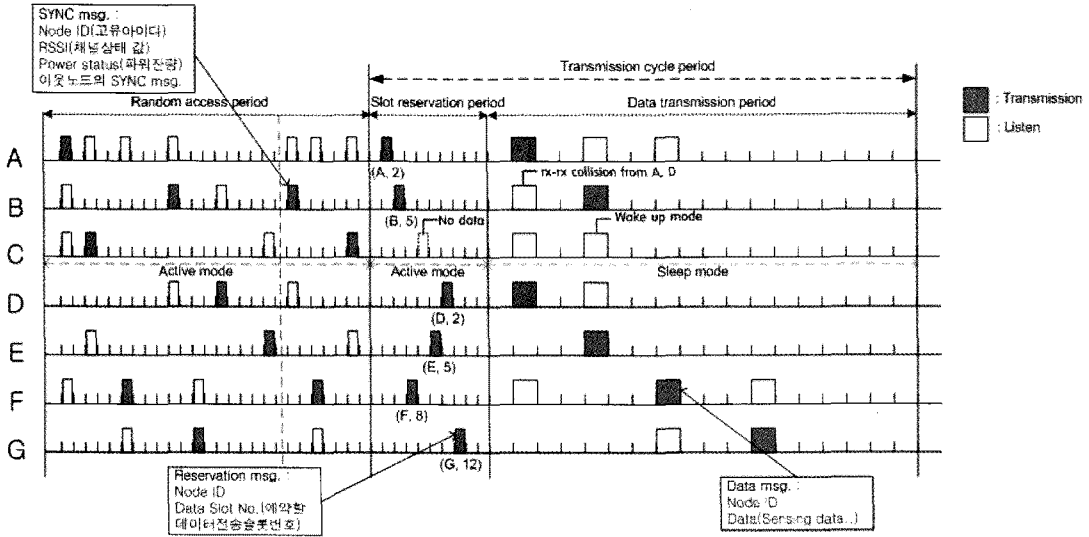 SYNC msg. :
Node ID(고유아이디)
RSSI(채널상태 값)
Power status(파워잔량)
이웃노드의 SYNC msg.
Transmission cycle period
Random access period
Slot reservation period
Data transmission period
: Transmission
: Listen
A
(A, 2)
rx-rx collision from A, D
B
(B, 5)
No data
Wake up mode
C
Active mode
Active mode
Sleep mode
D
(D, 2)
E
(E, 5)
F
(F, 8)
G
(G, 12)
Reservation msg. :
Node ID
Data Slot No.(예약할
데이터전송슬롯번호)
Data msg. :
Node ID
Data(Sensing data..)